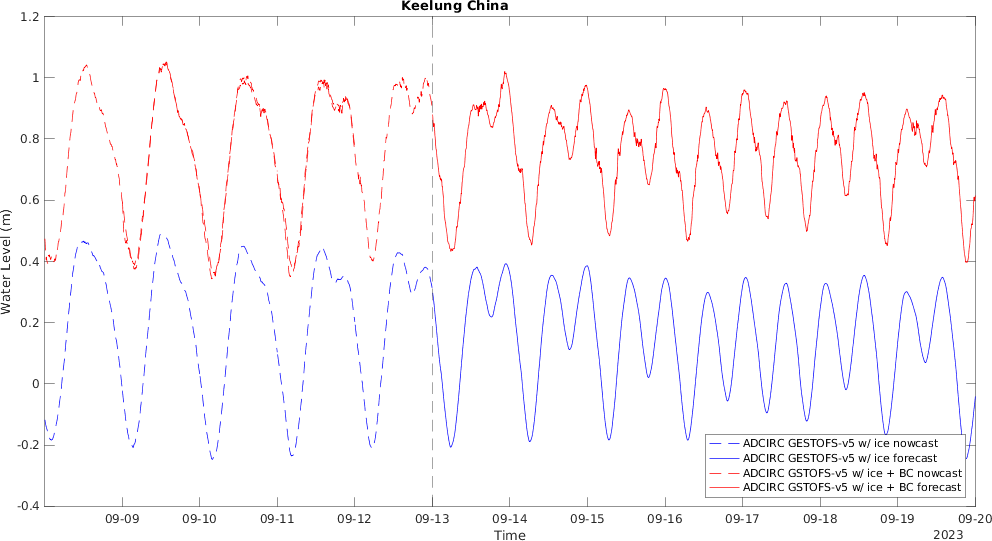 Keelung China
1.2
1
0.8
0.6
0.4
0.2
0
-0.2
-0.4
Water Level (m)
ADCIRC GESTOFS-v5 w/ ice nowcast
ADCIRC GESTOFS-v5 w/ ice forecast
ADCIRC GSTOFS-v5 w/ ice + BC nowcast
ADCIRC GSTOFS-v5 w/ ice + BC forecast
09-09 09-10 09-11 09-12 09-13 09-14 09-15 09-16 09-17 09-18 09-19 09-20
Time
2023